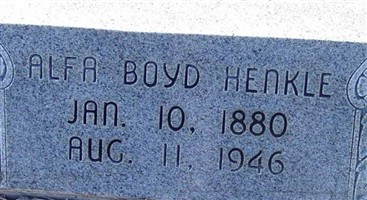 ALFA BOYD HENKLE
JAN. 10, 1880
AUG. 11, 1946